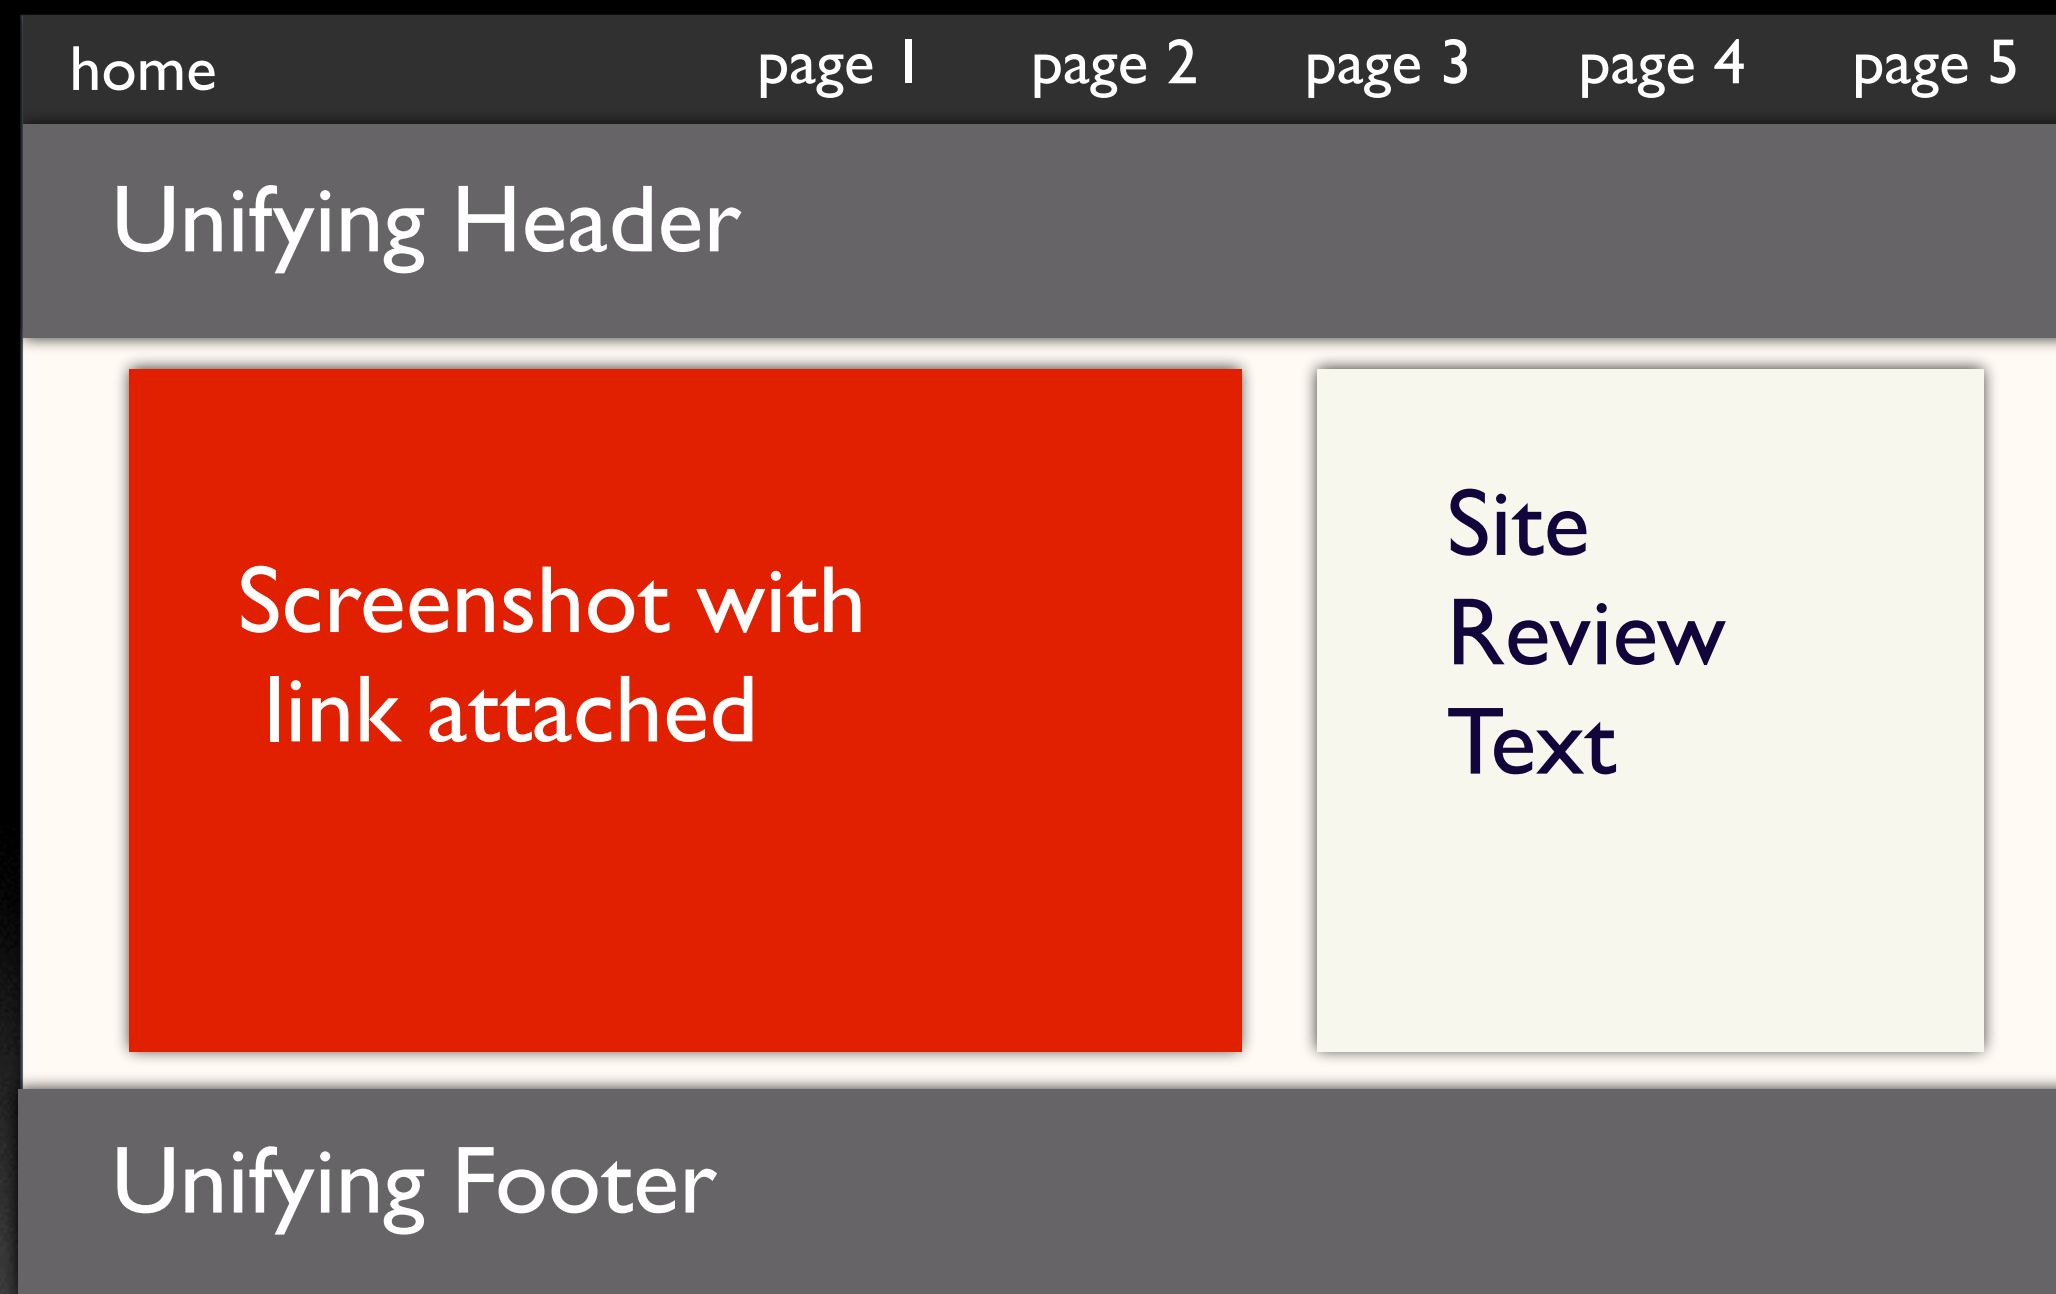 home page 1 page 2 page 3 page 4 page 5
Unifying Header
Screenshot with
link attached
Site
Review
Text
Unifying Footer